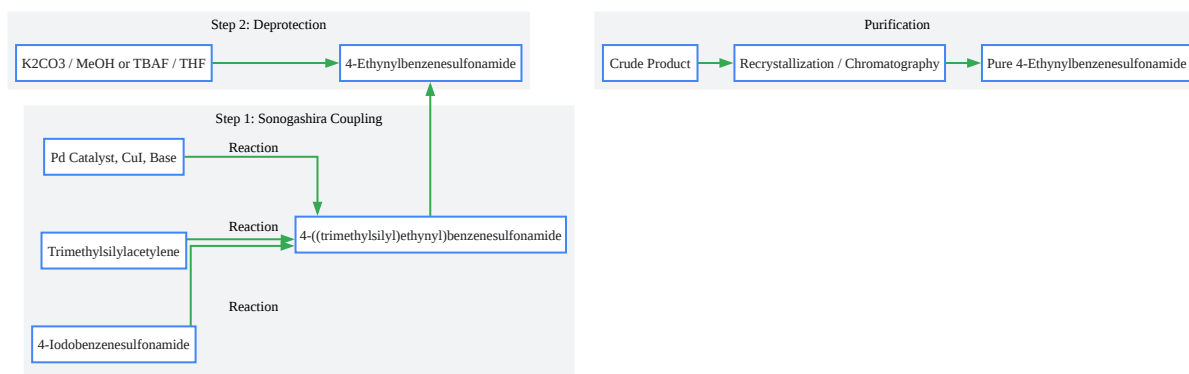 Step 2: Deprotection
K2CO3 / MeOH or TBAF / THF
4-Ethynylbenzenesulfonamide
Step 1: Sonogashira Coupling
Pd Catalyst, CuI, Base
Reaction
Trimethylsilylacetylene
Reaction
4-((trimethylsilyl)ethynyl)benzenesulfonamide
Reaction
4-Iodobenzenesulfonamide
Purification
Crude Product
Recrystallization / Chromatography
Pure 4-Ethynylbenzenesulfonamide